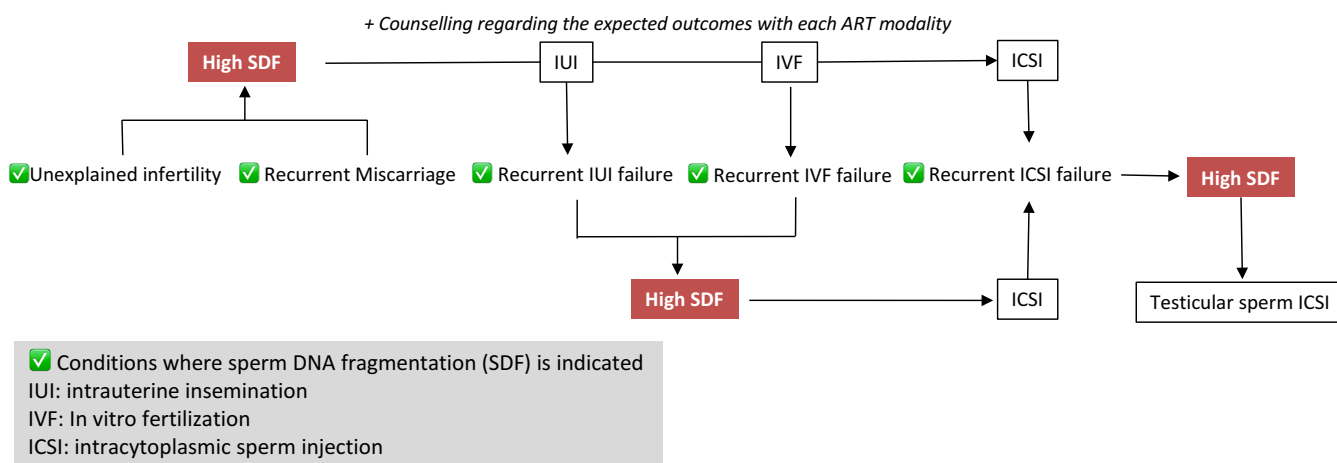 + Counselling regarding the expected outcomes with each ART modality
High SDF
IUI
IVF
ICSI
✅Unexplained infertility
✅ Recurrent Miscarriage
✅ Recurrent IUI failure
✅ Recurrent IVF failure
✅ Recurrent ICSI failure
High SDF
High SDF
ICSI
Testicular sperm ICSI
✅ Conditions where sperm DNA fragmentation (SDF) is indicated
IUI: intrauterine insemination
IVF: In vitro fertilization
ICSI: intracytoplasmic sperm injection